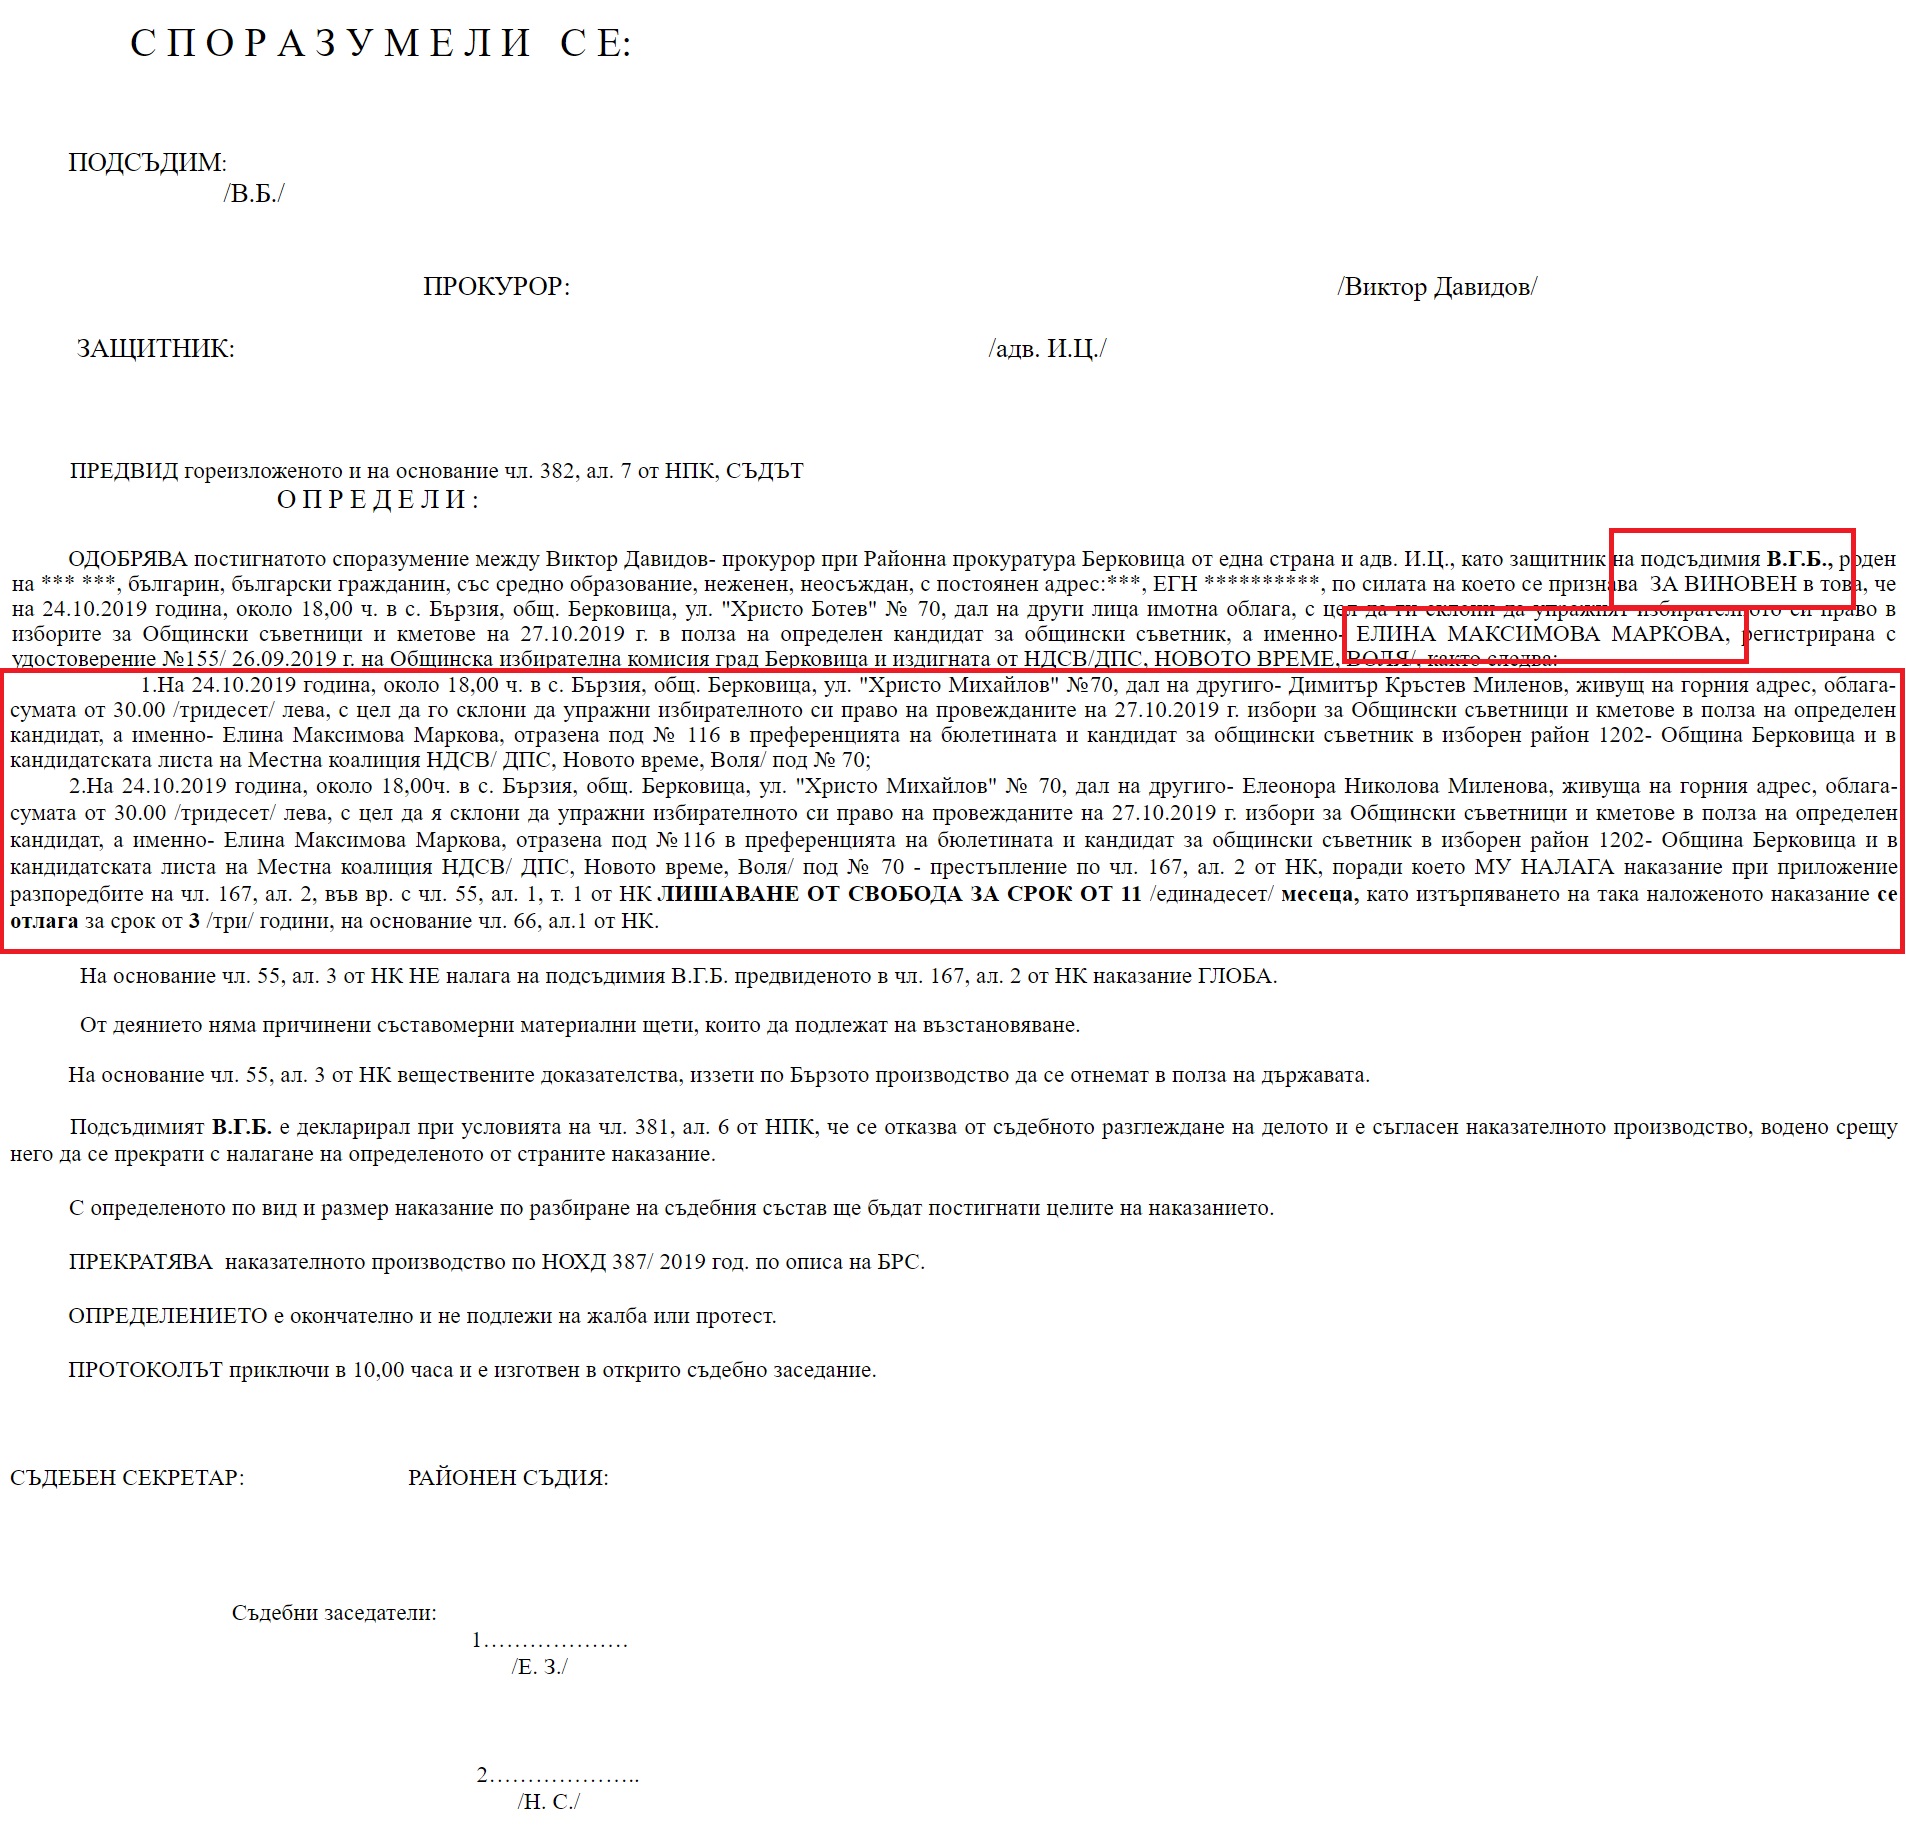 С П О Р А З У М Е Л И   С Е:
ПОДСЪДИМ:
/В.Б./
ПРОКУРОР: /Виктор Давидов/
ЗАЩИТНИК: /адв. И.Ц./
ПРЕДВИД гореизложеното и на основание чл. 382, ал. 7 от НПК, СЪДЪТ
О П Р Е Д Е Л И :
ОДОБРЯВА постигнатото споразумение между Виктор Давидов- прокурор при Районна прокуратура Берковица от една страна и адв. И.Ц., като защитник на подсъдимия В.Г.Б., роден
на *** ***, българин, български гражданин, със средно образование, неженен, неосъждан, с постоянен адрес:***, ЕГН **********, по силата на което се признава ЗА ВИНОВЕН в това, че
на 24.10.2019 година, около 18,00 ч. в с. Бързия, общ. Берковица, ул. "Христо Ботев" № 70, дал на други лица имотна облага, с цел да ги склони да упражнят избирателното си право в
изборите за Общински съветници и кметове на 27.10.2019 г. в полза на определен кандидат за общински съветник, а именно- ЕЛИНА МАКСИМОВА МАРКОВА, регистрирана с
удостоверение №155/ 26.09.2019 г. на Общинска избирателна комисия град Берковица и издигната от НДСВ/ДПС, НОВОТО ВРЕМЕ, ВОЛЯ/, както следва:
1.На 24.10.2019 година, около 18,00 ч. в с. Бързия, общ. Берковица, ул. "Христо Михайлов" №70, дал на другиго- Димитър Кръстев Миленов, живущ на горния адрес, облага-
сумата от 30.00 /тридесет/ лева, с цел да го склони да упражни избирателното си право на провежданите на 27.10.2019 г. избори за Общински съветници и кметове в полза на определен
кандидат, а именно- Елина Максимова Маркова, отразена под № 116 в преференцията на бюлетината и кандидат за общински съветник в изборен район 1202- Община Берковица и в
кандидатската листа на Местна коалиция НДСВ/ ДПС, Новото време, Воля/ под № 70;
2.На 24.10.2019 година, около 18,00ч. в с. Бързия, общ. Берковица, ул. "Христо Михайлов" № 70, дал на другиго- Елеонора Николова Миленова, живуща на горния адрес, облага-
сумата от 30.00 /тридесет/ лева, с цел да я склони да упражни избирателното си право на провежданите на 27.10.2019 г. избори за Общински съветници и кметове в полза на определен
кандидат, а именно- Елина Максимова Маркова, отразена под №116 в преференцията на бюлетината и кандидат за общински съветник в изборен район 1202- Община Берковица и в
кандидатската листа на Местна коалиция НДСВ/ ДПС, Новото време, Воля/ под № 70 - престъпление по чл. 167, ал. 2 от НК, поради което МУ НАЛАГА наказание при приложение
разпоредбите на чл. 167, ал. 2, във вр. с чл. 55, ал. 1, т. 1 от НК ЛИШАВАНЕ ОТ СВОБОДА ЗА СРОК ОТ 11 /единадесет/ месеца, като изтърпяването на така наложеното наказание се
отлага за срок от 3 /три/ години, на основание чл. 66, ал.1 от НК.
На основание чл. 55, ал. 3 от НК НЕ налага на подсъдимия В.Г.Б. предвиденото в чл. 167, ал. 2 от НК наказание ГЛОБА.
От деянието няма причинени съставомерни материални щети, които да подлежат на възстановяване.
На основание чл. 55, ал. 3 от НК веществените доказателства, иззети по Бързото производство да се отнемат в полза на държавата.
Подсъдимият В.Г.Б. е декларирал при условията на чл. 381, ал. 6 от НПК, че се отказва от съдебното разглеждане на делото и е съгласен наказателното производство, водено срещу
него да се прекрати с налагане на определеното от страните наказание.
С определеното по вид и размер наказание по разбиране на съдебния състав ще бъдат постигнати целите на наказанието.
ПРЕКРАТЯВА наказателното производство по НОХД 387/ 2019 год. по описа на БРС.
ОПРЕДЕЛЕНИЕТО е окончателно и не подлежи на жалба или протест.
ПРОТОКОЛЪТ приключи в 10,00 часа и е изготвен в открито съдебно заседание.
СЪДЕБЕН СЕКРЕТАР: РАЙОНЕН СЪДИЯ:
Съдебни заседатели:
1……………….
/Е. З./
2………………..
/Н. С./